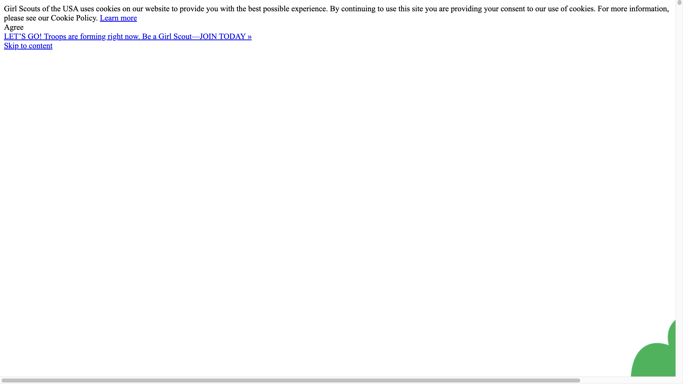 Girl Scouts of the USA uses cookies on our website to provide you with the best possible experience. By continuing to use this site you are providing your consent to our use of cookies. For more information,
please see our Cookie Policy. Learn more
Agree
LET'S GO! Troops are forming right now. Be a Girl Scout—JOIN TODAY »
Skip to content